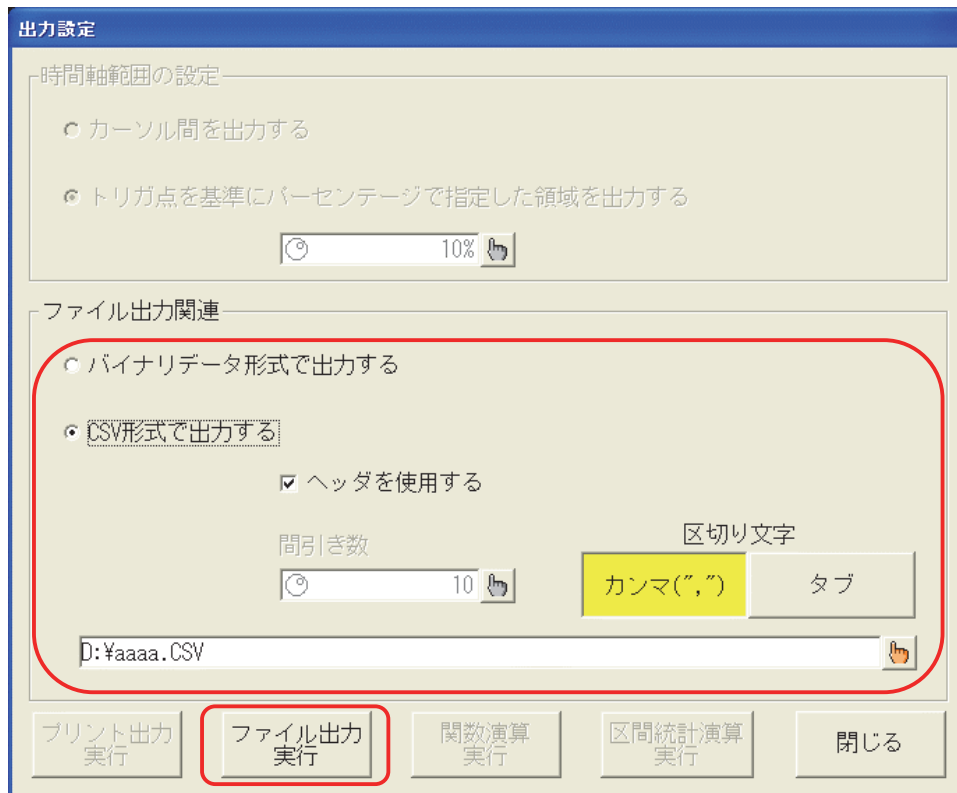 出力設定
時間軸範囲の設定
カーソル間を出力する
トリガ点を基準にパーセンテージで指定した領域を出力する
10%
ファイル出力関連
バイナリデータ形式で出力する
CSV形式で出力する
ヘッダを使用する
間引き数
区切り文字
10
カンマ(",")
タブ
D:¥aaaa.CSV
プリント出力
実行
ファイル出力
実行
関数演算
実行
区間統計演算
実行
閉じる